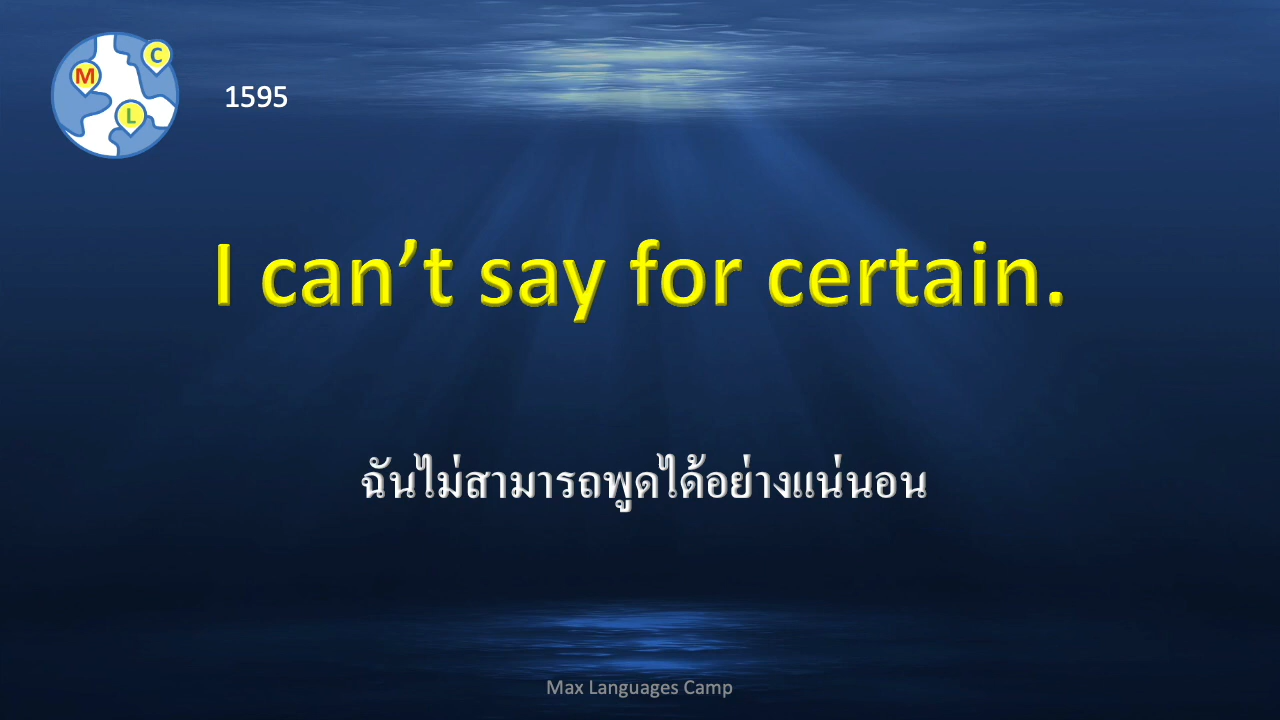 M
C
L
1595
I can’t say for certain.
ฉันไม่สามารถพูดได้อย่างแน่นอน
Max Languages Camp